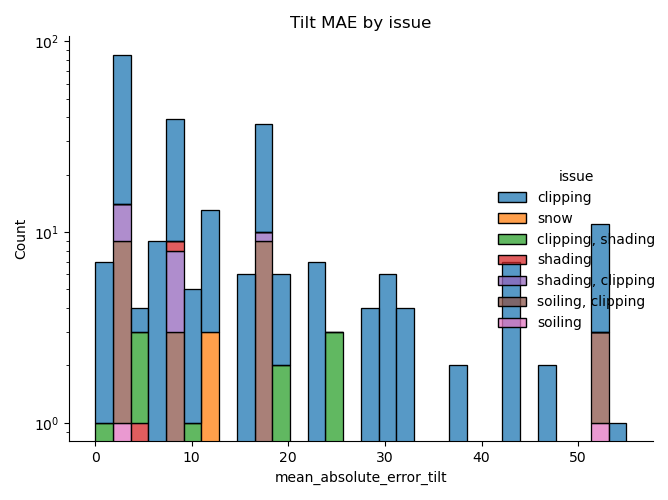 Tilt MAE by issue
10²
10¹
10⁰
Count
issue
clipping
snow
clipping, shading
shading
shading, clipping
soiling, clipping
soiling
0 10 20 30 40 50
mean_absolute_error_tilt